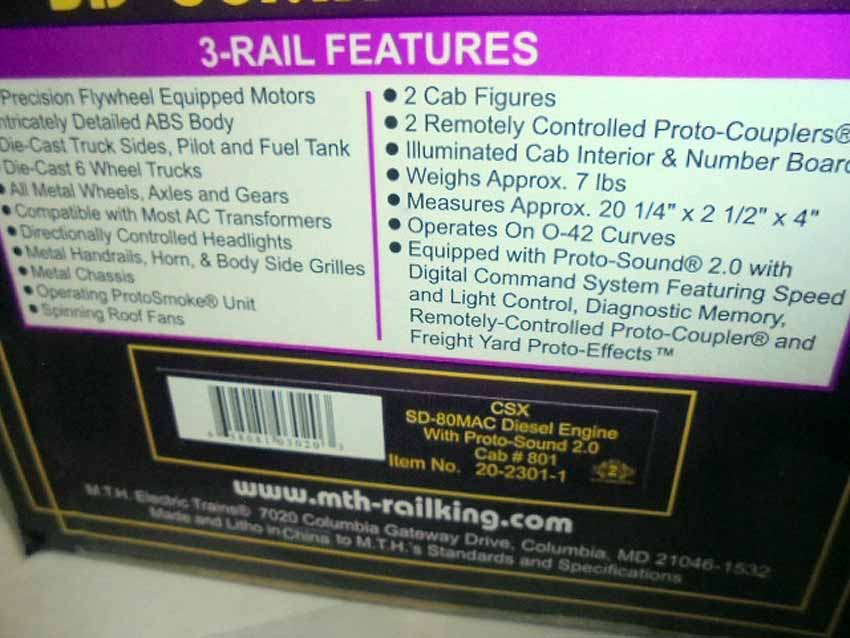 3-RAIL FEATURES
Precision Flywheel Equipped Motors
ntricately Detailed ABS Body
Die-Cast Truck Sides, Pilot and Fuel Tank
Die-Cast 6 Wheel Trucks
• All Metal Wheels, Axles and Gears
• Compatible with Most AC Transformers
• Directionally Controlled Headlights
• Metal Handrails, Horn, & Body Side Grilles
• Metal Chassis
• Operating ProtoSmoke® Unit
• Spinning Roof Fans
• 2 Cab Figures
• 2 Remotely Controlled Proto-Couplers®
• Illuminated Cab Interior & Number Board
• Weighs Approx. 7 lbs
• Measures Approx. 20 1/4" x 2 1/2" x 4"
• Operates On O-42 Curves
• Equipped with Proto-Sound® 2.0 with
Digital Command System Featuring Speed
and Light Control, Diagnostic Memory,
Remotely-Controlled Proto-Coupler® and
Freight Yard Proto-Effects™
CSX
SD-80MAC Diesel Engine
With Proto-Sound 2.0
Cab # 801
Item No. 20-2301-1
www.mth-railking.com
M.T.H. Electric Trains® 7020 Columbia Gateway Drive, Columbia, MD 21046-1532
Made and Litho in China to M.T.H.'s Standards and Specifications